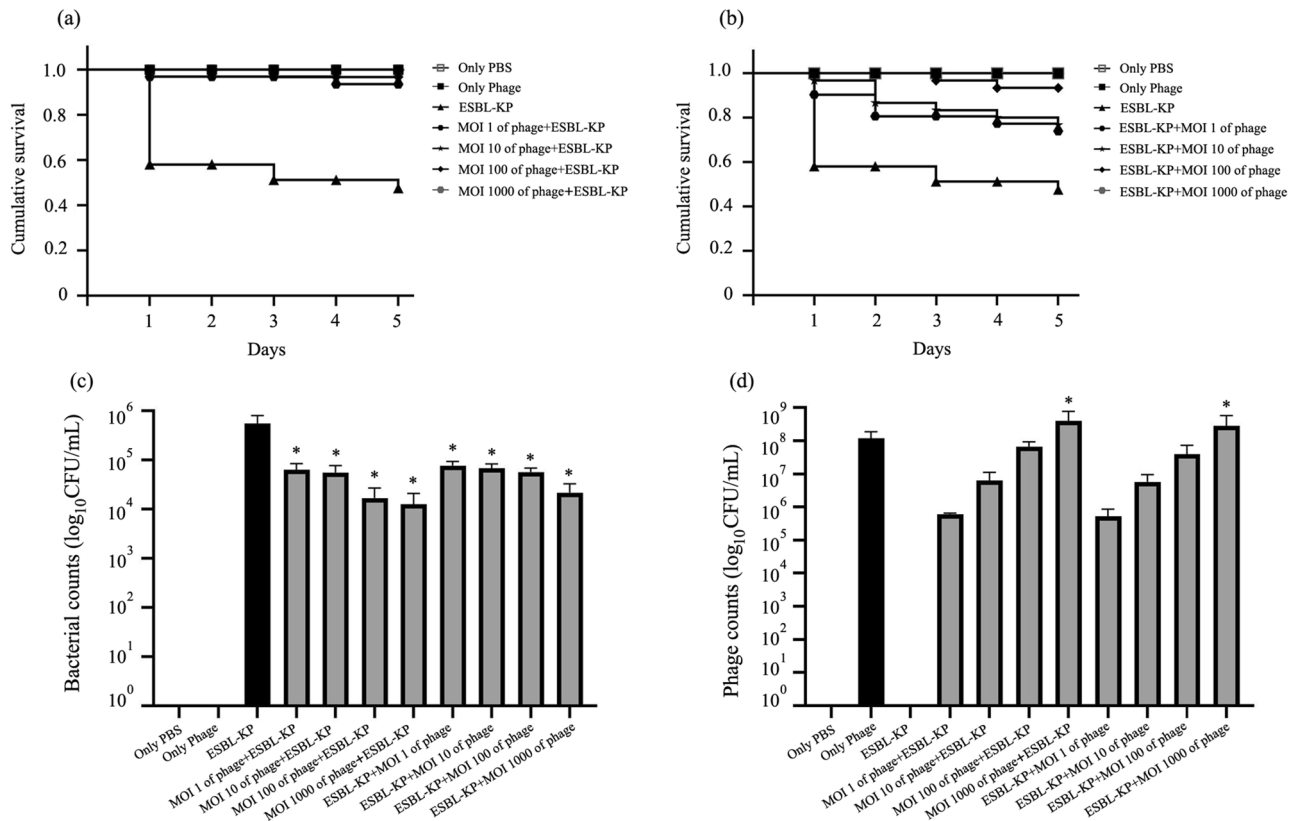 (a)
1.0
0.8
0.6
0.4
0.2
0
Cumulative survival
1 2 3 4 5
Days
Only PBS
Only Phage
ESBL-KP
MOI 1 of phage+ESBL-KP
MOI 10 of phage+ESBL-KP
MOI 100 of phage+ESBL-KP
MOI 1000 of phage+ESBL-KP
(b)
1.0
0.8
0.6
0.4
0.2
0
Cumulative survival
1 2 3 4 5
Days
Only PBS
Only Phage
ESBL-KP
ESBL-KP+MOI 1 of phage
ESBL-KP+MOI 10 of phage
ESBL-KP+MOI 100 of phage
ESBL-KP+MOI 1000 of phage
(c)
10⁶
10⁵
10⁴
10³
10²
10¹
10⁰
Bacterial counts (log₁₀CFU/mL)
* * * * * * * *
Only PBS
Only Phage
ESBL-KP
MOI 1 of phage+ESBL-KP
MOI 10 of phage+ESBL-KP
MOI 100 of phage+ESBL-KP
MOI 1000 of phage+ESBL-KP
ESBL-KP+MOI 1 of phage
ESBL-KP+MOI 10 of phage
ESBL-KP+MOI 100 of phage
ESBL-KP+MOI 1000 of phage
(d)
10⁹
10⁸
10⁷
10⁶
10⁵
10⁴
10³
10²
10¹
10⁰
Phage counts (log₁₀CFU/mL)
* *
Only PBS
Only Phage
ESBL-KP
MOI 1 of phage+ESBL-KP
MOI 10 of phage+ESBL-KP
MOI 100 of phage+ESBL-KP
MOI 1000 of phage+ESBL-KP
ESBL-KP+MOI 1 of phage
ESBL-KP+MOI 10 of phage
ESBL-KP+MOI 100 of phage
ESBL-KP+MOI 1000 of phage